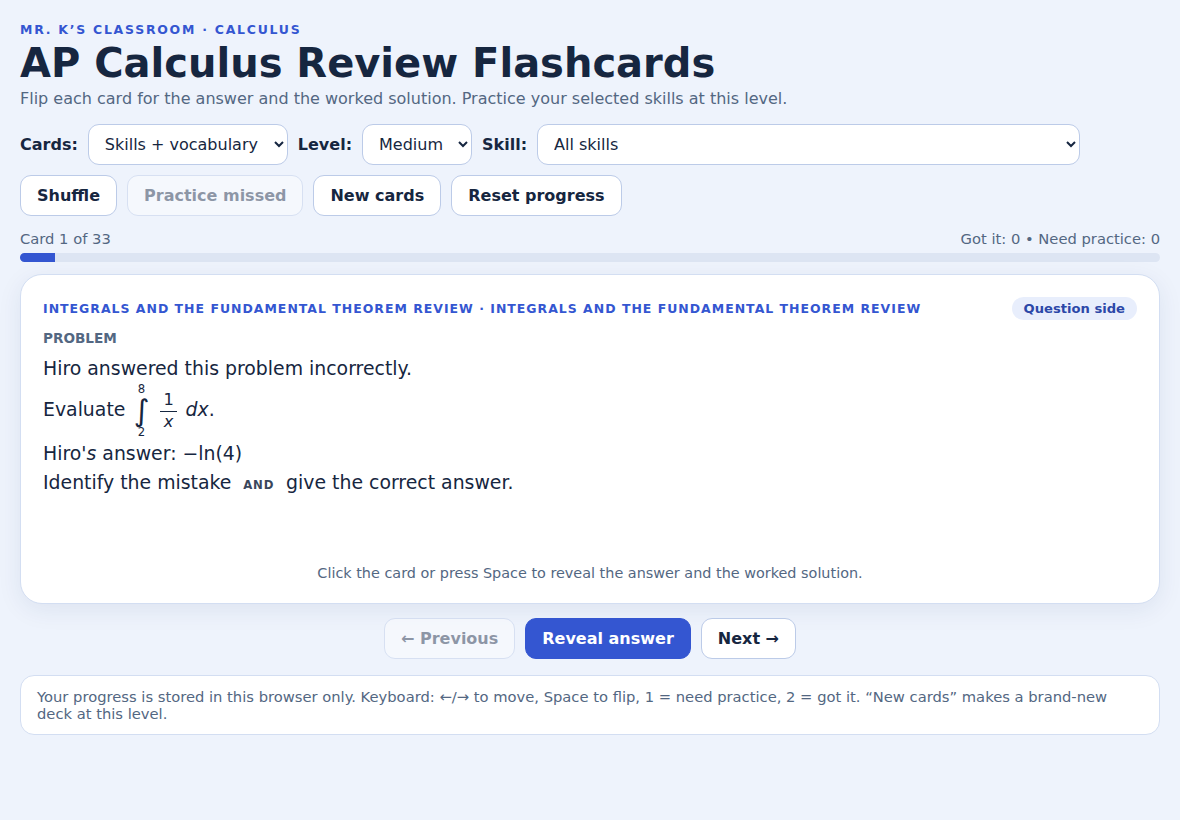 MR. K’S CLASSROOM · CALCULUS
AP Calculus Review Flashcards
Flip each card for the answer and the worked solution. Practice your selected skills at this level.
Cards: Skills + vocabulary Level: Medium Skill: All skills
Shuffle Practice missed New cards Reset progress
Card 1 of 33 Got it: 0 • Need practice: 0
INTEGRALS AND THE FUNDAMENTAL THEOREM REVIEW · INTEGRALS AND THE FUNDAMENTAL THEOREM REVIEW Question side
PROBLEM
Hiro answered this problem incorrectly.
Evaluate ∫₂⁸ 1/x dx.
Hiro's answer: −ln(4)
Identify the mistake AND give the correct answer.
Click the card or press Space to reveal the answer and the worked solution.
← Previous Reveal answer Next →
Your progress is stored in this browser only. Keyboard: ←/→ to move, Space to flip, 1 = need practice, 2 = got it. “New cards” makes a brand-new
deck at this level.